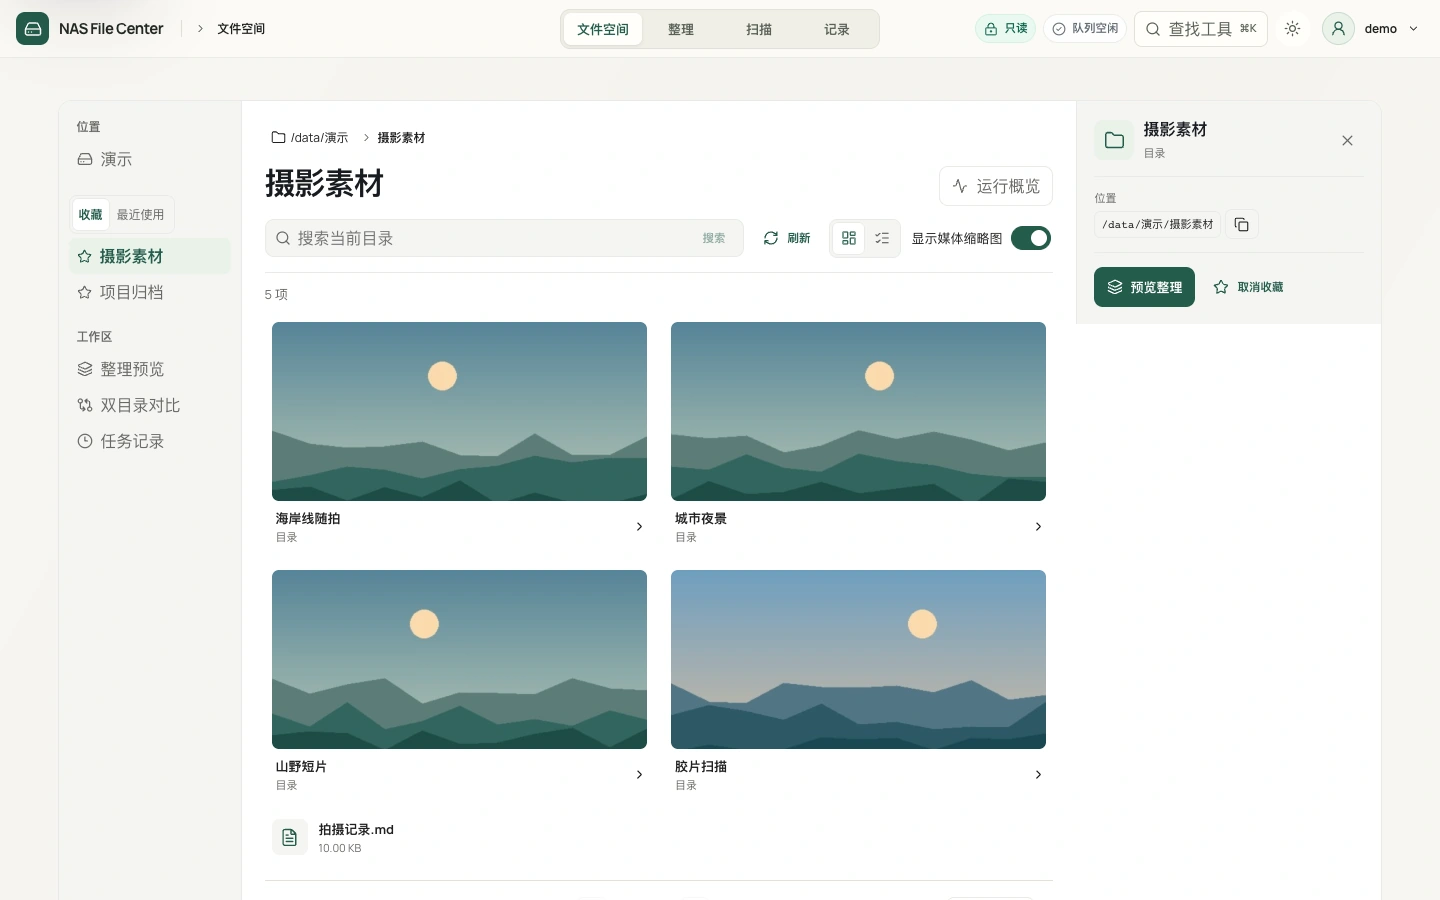 NAS File Center
文件空间
文件空间
整理
扫描
记录
只读
队列空闲
查找工具 ⌘K
demo
位置
演示
收藏
最近使用
摄影素材
项目归档
工作区
整理预览
双目录对比
任务记录
/data/演示
摄影素材
摄影素材
运行概览
搜索当前目录
搜索
刷新
显示媒体缩略图
5 项
海岸线随拍
目录
城市夜景
目录
山野短片
目录
胶片扫描
目录
拍摄记录.md
10.00 KB
摄影素材
目录
位置
/data/演示/摄影素材
预览整理
取消收藏